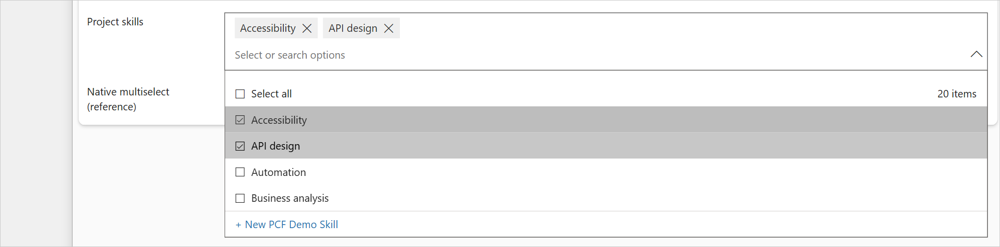 Project skills
Accessibility
API design
Select or search options
Native multiselect
(reference)
Select all
20 items
Accessibility
API design
Automation
Business analysis
+ New PCF Demo Skill